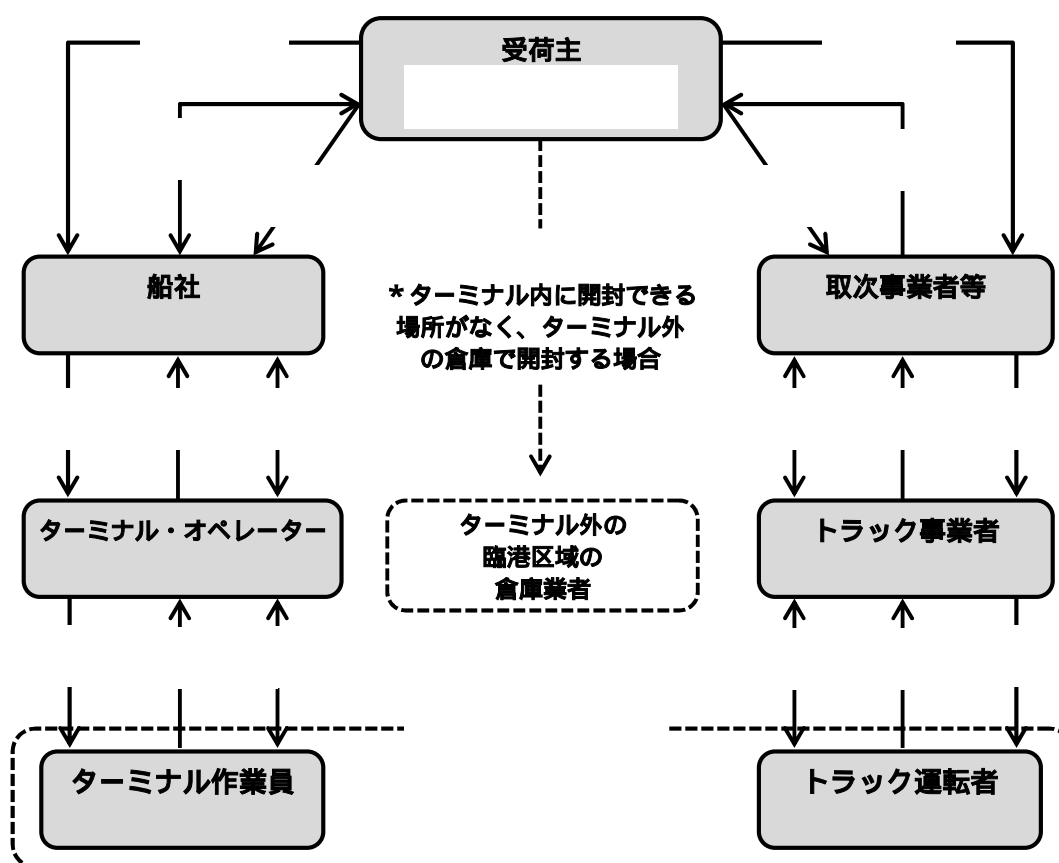 受荷主
船社
取次事業者等
*ターミナル内に開封できる
場所がなく、ターミナル外
の倉庫で開封する場合
ターミナル・オペレーター
ターミナル外の
臨港区域の
倉庫業者
トラック事業者
ターミナル作業員
トラック運転者